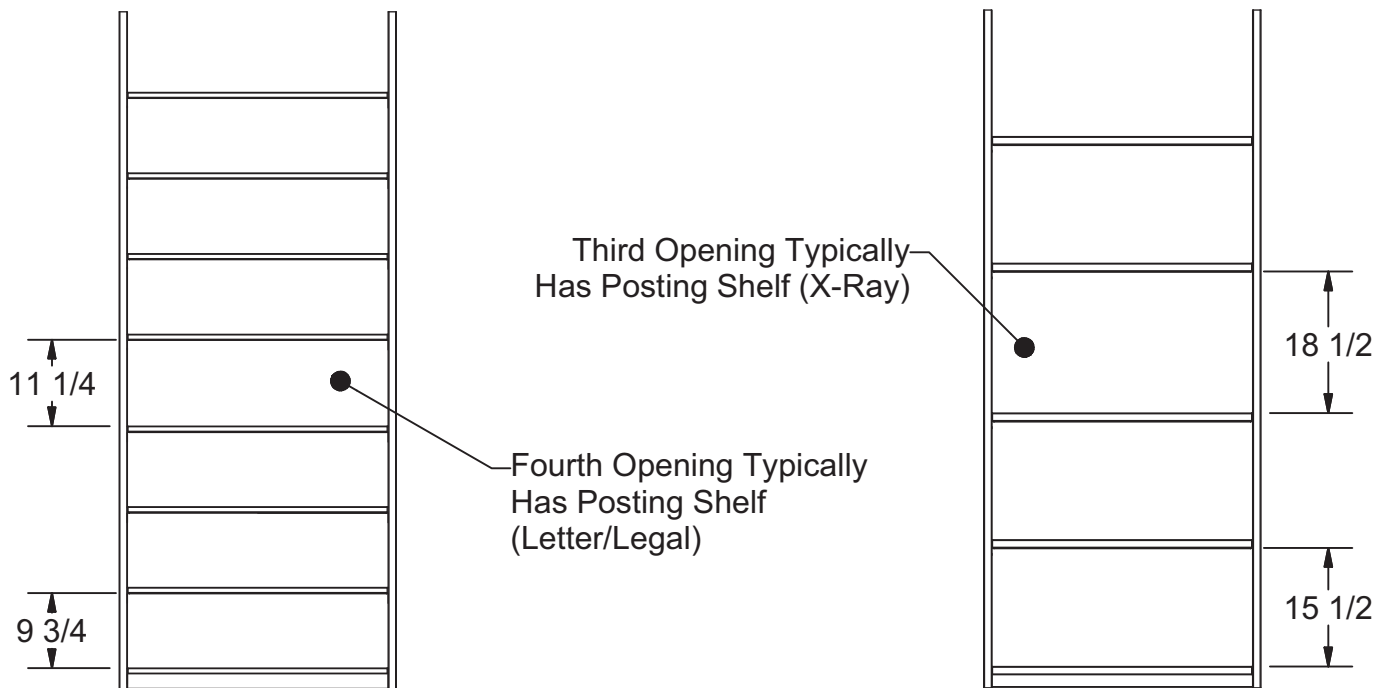 Third Opening Typically
Has Posting Shelf (X-Ray)
18 1/2
11 1/4
Fourth Opening Typically
Has Posting Shelf
(Letter/Legal)
15 1/2
9 3/4